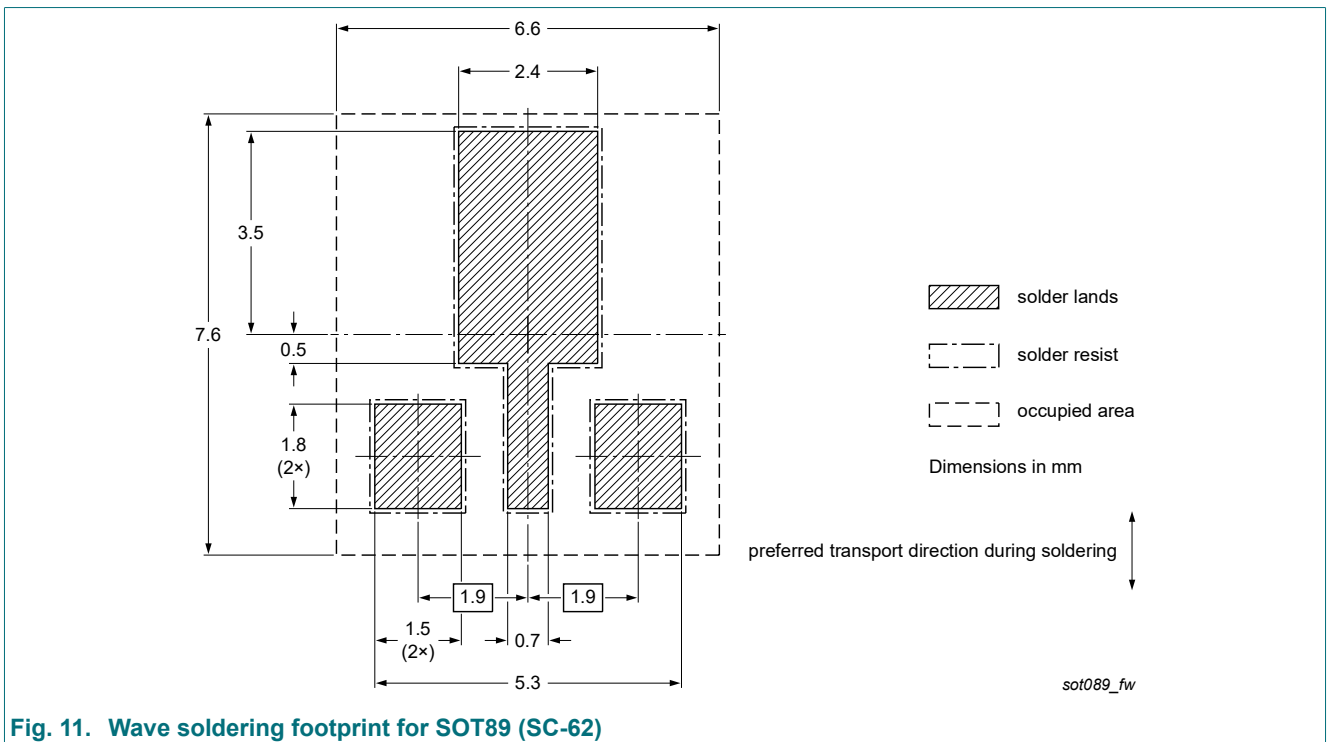 6.6
2.4
3.5
7.6
0.5
solder lands
solder resist
occupied area
1.8
(2×)
Dimensions in mm
preferred transport direction during soldering
1.9
1.9
1.5
(2×)
0.7
5.3
sot089_fw
Fig. 11. Wave soldering footprint for SOT89 (SC-62)